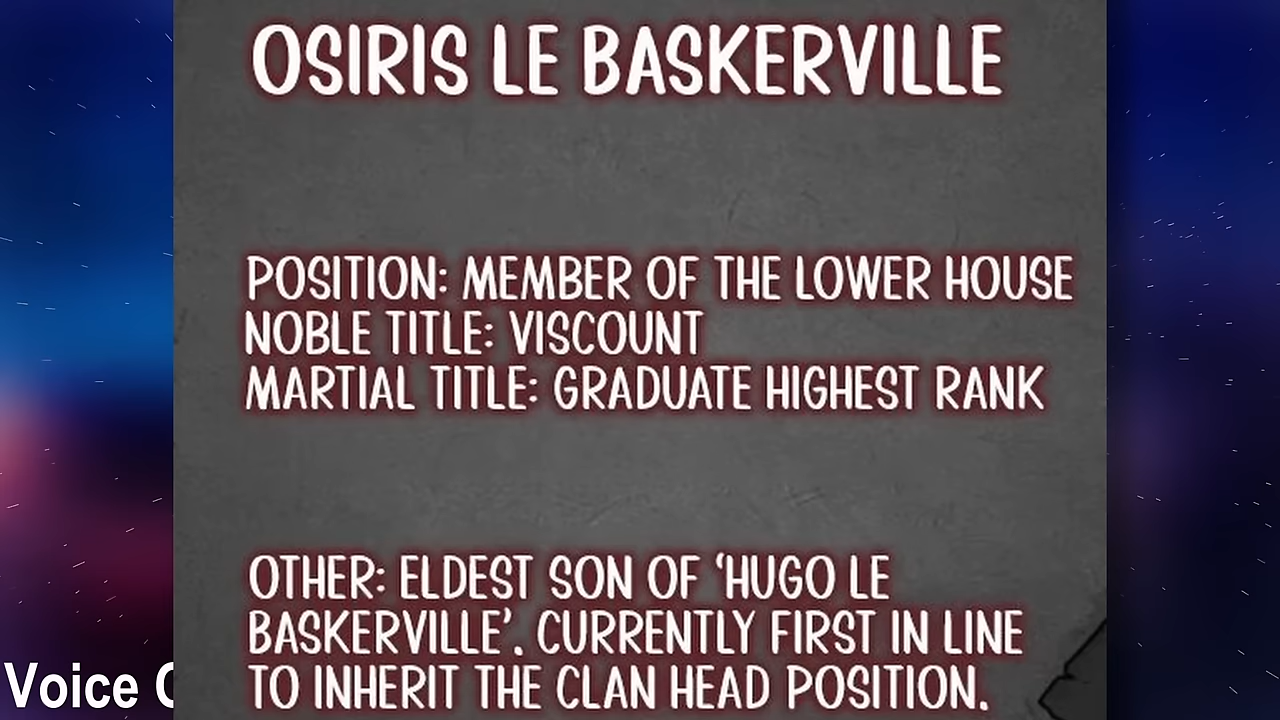 OSIRIS LE BASKERVILLE
POSITION: MEMBER OF THE LOWER HOUSE
NOBLE TITLE: VISCOUNT
MARTIAL TITLE: GRADUATE HIGHEST RANK
OTHER: ELDEST SON OF ‘HUGO LE
BASKERVILLE’. CURRENTLY FIRST IN LINE
TO INHERIT THE CLAN HEAD POSITION.
Voice